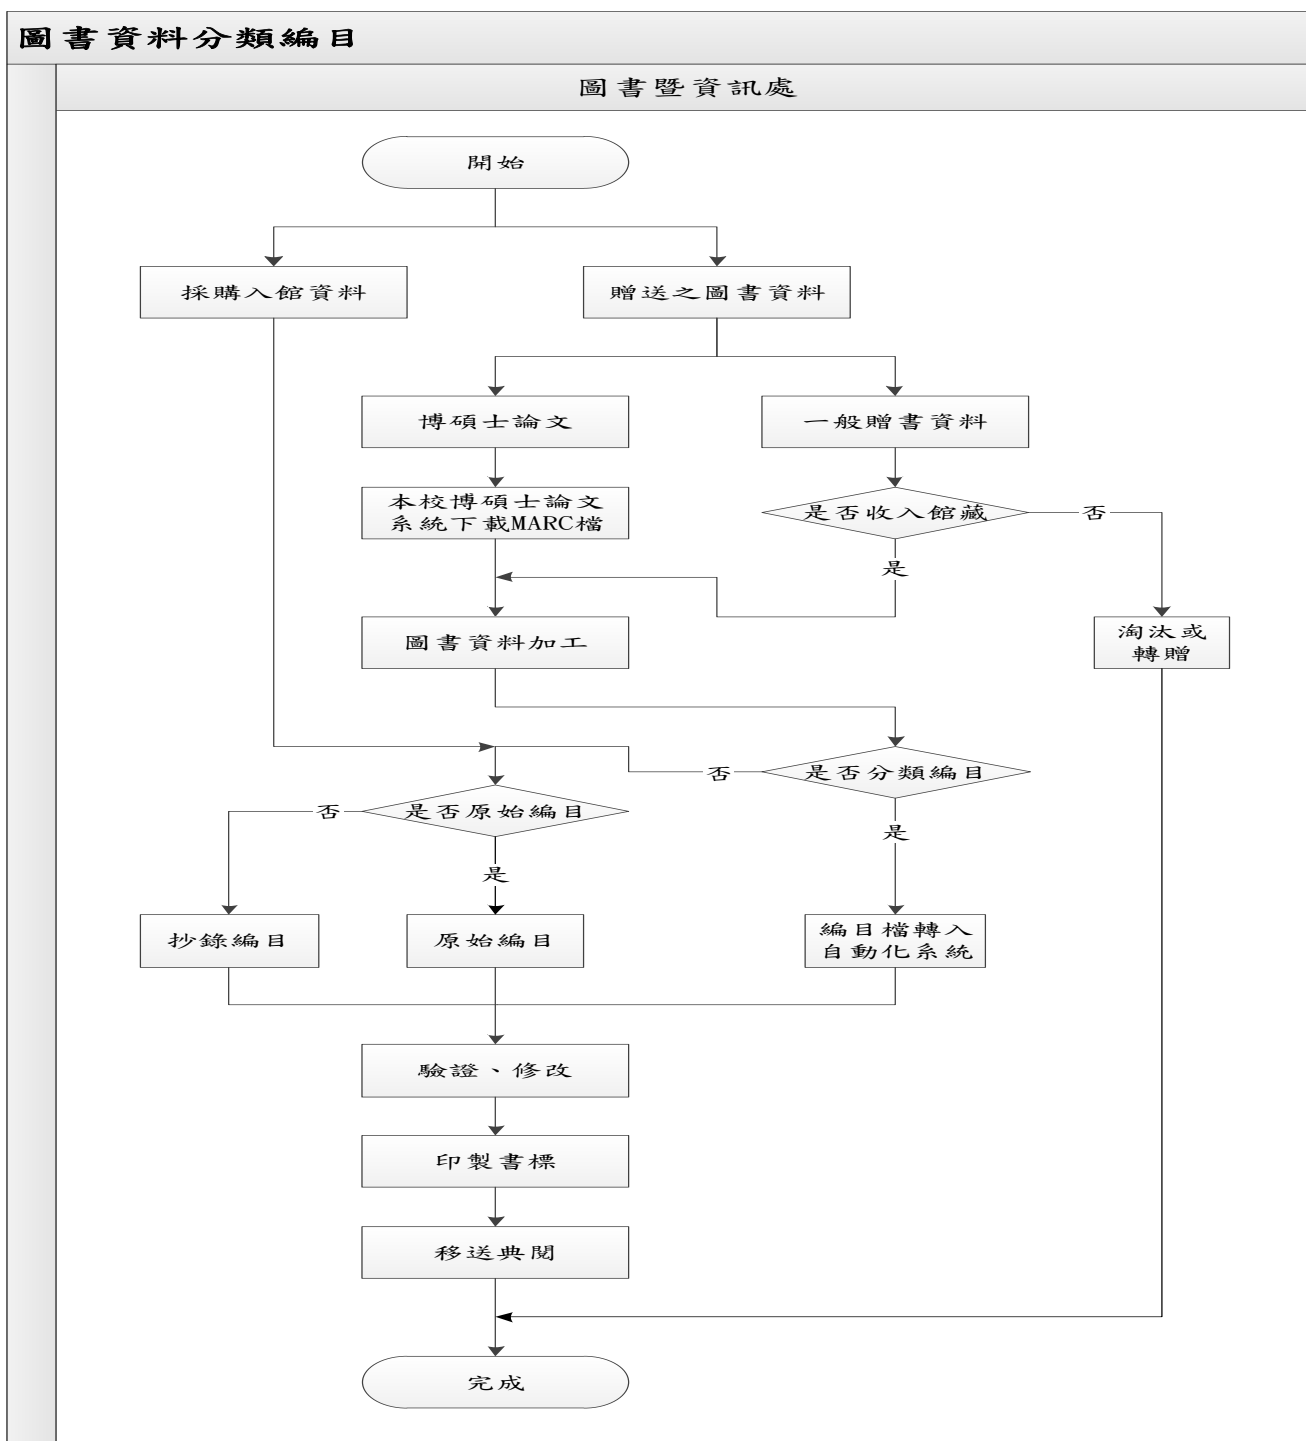 圖書資料分類編目
圖書暨資訊處
開始
採購入館資料
贈送之圖書資料
博碩士論文
一般贈書資料
本校博碩士論文
系統下載MARC檔
是否收入館藏
否
是
圖書資料加工
淘汰或
轉贈
是否分類編目
否
是否原始編目
否
是
是
抄錄編目
原始編目
編目檔轉入
自動化系統
驗證、修改
印製書標
移送典閱
完成